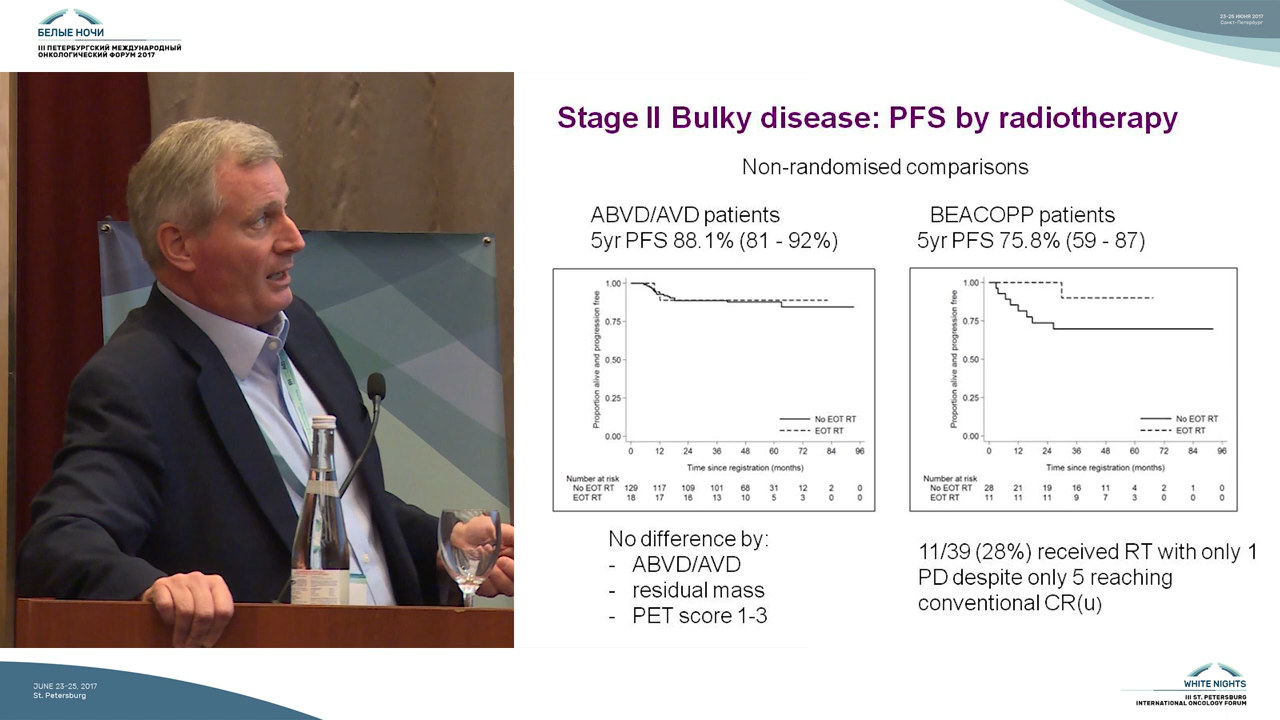 БЕЛЫЕ НОЧИ
III ПЕТЕРБУРГСКИЙ МЕЖДУНАРОДНЫЙ
ОНКОЛОГИЧЕСКИЙ ФОРУМ 2017
23-25 ИЮНЯ 2017
Санкт-Петербург
Stage II Bulky disease: PFS by radiotherapy
Non-randomised comparisons
ABVD/AVD patients
5yr PFS 88.1% (81 - 92%)
BEACOPP patients
5yr PFS 75.8% (59 - 87)
Proportion alive and progression free
1.00
0.75
0.50
0.25
0.00
No EOT RT
EOT RT
0 12 24 36 48 60 72 84 96
Time since registration (months)
Number at risk
No EOT RT 129 117 109 101 68 31 12 2 0
EOT RT 18 17 16 13 10 5 3 0 0
Proportion alive and progression free
1.00
0.75
0.50
0.25
0.00
No EOT RT
EOT RT
0 12 24 36 48 60 72 84 96
Time since registration (months)
Number at risk
No EOT RT 28 21 19 16 11 4 2 1 0
EOT RT 11 11 11 9 7 3 0 0 0
No difference by:
- ABVD/AVD
- residual mass
- PET score 1-3
11/39 (28%) received RT with only 1
PD despite only 5 reaching
conventional CR(u)
JUNE 23-25, 2017
St. Petersburg
WHITE NIGHTS
III ST. PETERSBURG
INTERNATIONAL ONCOLOGY FORUM